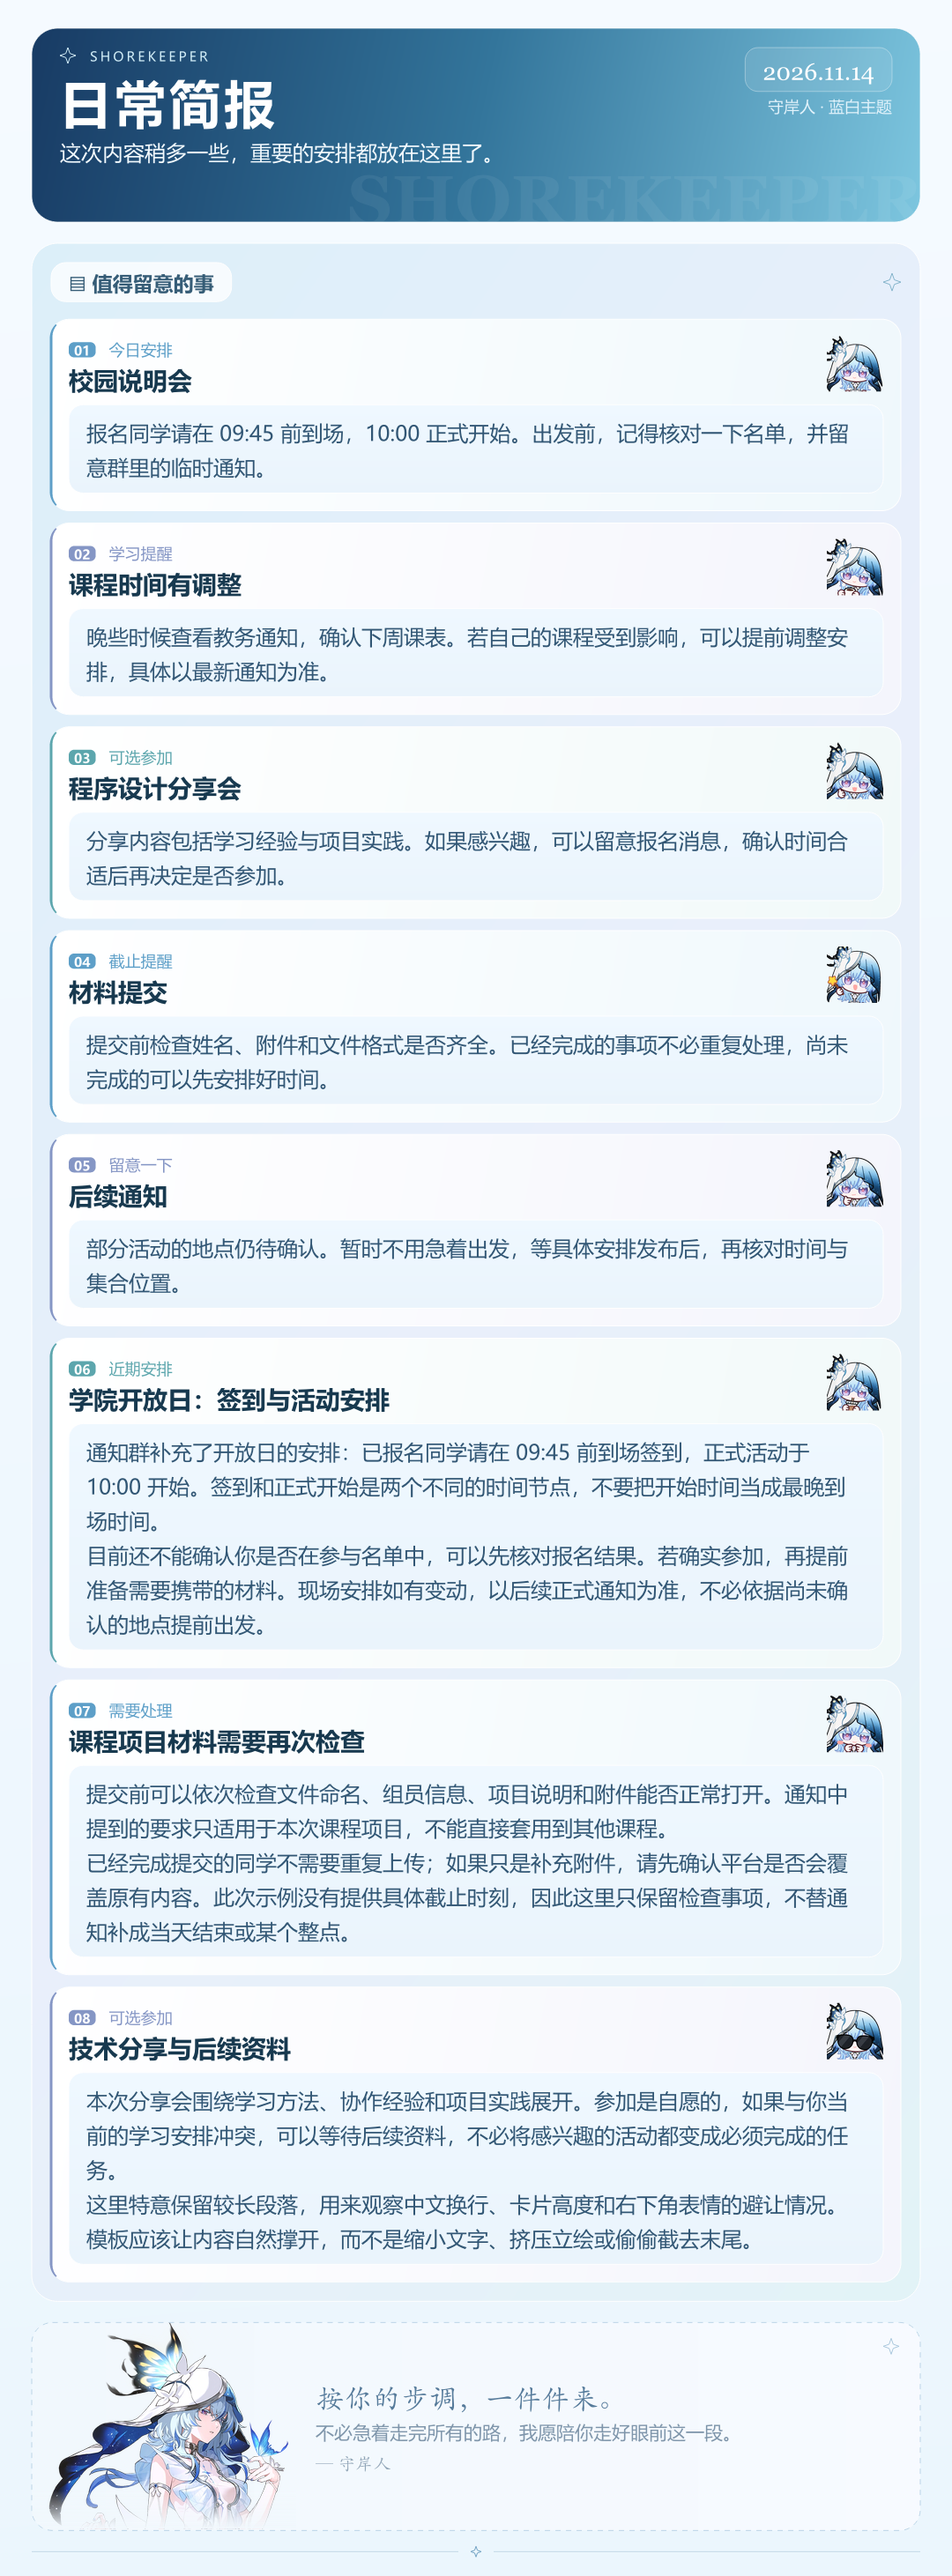 SHOREKEEPER
日常简报
这次内容稍多一些，重要的安排都放在这里了。
2026.11.14
守岸人 · 蓝白主题
SHOREKEEPER
值得留意的事
01 今日安排
校园说明会
报名同学请在 09:45 前到场，10:00 正式开始。出发前，记得核对一下名单，并留
意群里的临时通知。
02 学习提醒
课程时间有调整
晚些时候查看教务通知，确认下周课表。若自己的课程受到影响，可以提前调整安
排，具体以最新通知为准。
03 可选参加
程序设计分享会
分享内容包括学习经验与项目实践。如果感兴趣，可以留意报名消息，确认时间合
适后再决定是否参加。
04 截止提醒
材料提交
提交前检查姓名、附件和文件格式是否齐全。已经完成的事项不必重复处理，尚未
完成的可以先安排好时间。
05 留意一下
后续通知
部分活动的地点仍待确认。暂时不用急着出发，等具体安排发布后，再核对时间与
集合位置。
06 近期安排
学院开放日：签到与活动安排
通知群补充了开放日的安排：已报名同学请在 09:45 前到场签到，正式活动于
10:00 开始。签到和正式开始是两个不同的时间节点，不要把开始时间当成最晚到
场时间。
目前还不能确认你是否在参与名单中，可以先核对报名结果。若确实参加，再提前
准备需要携带的材料。现场安排如有变动，以后续正式通知为准，不必依据尚未确
认的地点提前出发。
07 需要处理
课程项目材料需要再次检查
提交前可以依次检查文件命名、组员信息、项目说明和附件能否正常打开。通知中
提到的要求只适用于本次课程项目，不能直接套用到其他课程。
已经完成提交的同学不需要重复上传；如果只是补充附件，请先确认平台是否会覆
盖原有内容。此次示例没有提供具体截止时刻，因此这里只保留检查事项，不替通
知补成当天结束或某个整点。
08 可选参加
技术分享与后续资料
本次分享会围绕学习方法、协作经验和项目实践展开。参加是自愿的，如果与你当
前的学习安排冲突，可以等待后续资料，不必将感兴趣的活动都变成必须完成的任
务。
这里特意保留较长段落，用来观察中文换行、卡片高度和右下角表情的避让情况。
模板应该让内容自然撑开，而不是缩小文字、挤压立绘或偷偷截去末尾。
按你的步调，一件件来。
不必急着走完所有的路，我愿陪你走好眼前这一段。
— 守岸人